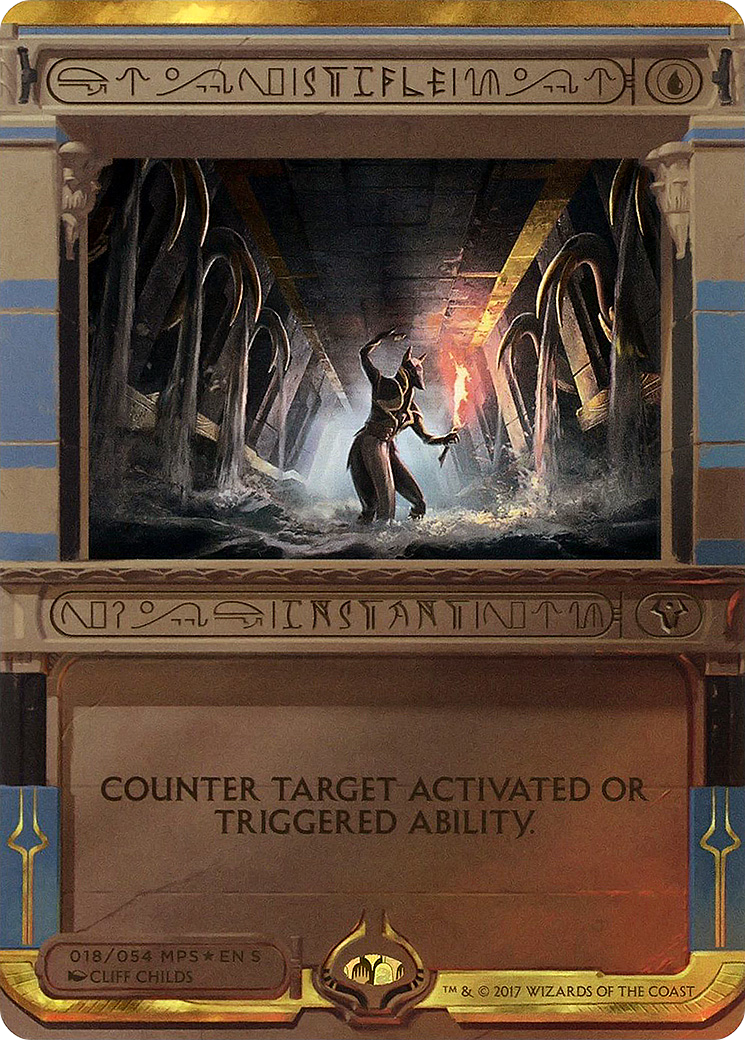 STIFLE
INSTANT
COUNTER TARGET ACTIVATED OR
TRIGGERED ABILITY.
018/054 MPS★EN S
CLIFF CHILDS
™ & © 2017 WIZARDS OF THE COAST